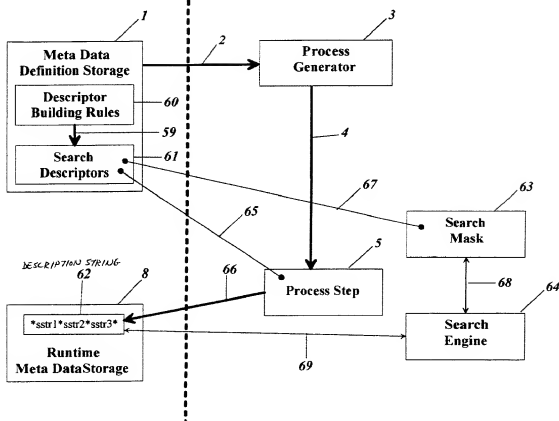 1
2
3
Meta Data
Definition Storage
Process
Generator
Descriptor
Building Rules
60
59
4
Search
Descriptors
61
67
63
Search
Mask
65
5
DESCRIPTION STRING
62
8
66
Process Step
68
64
*sstr1*sstr2*sstr3*
Search
Engine
Runtime
Meta DataStorage
69